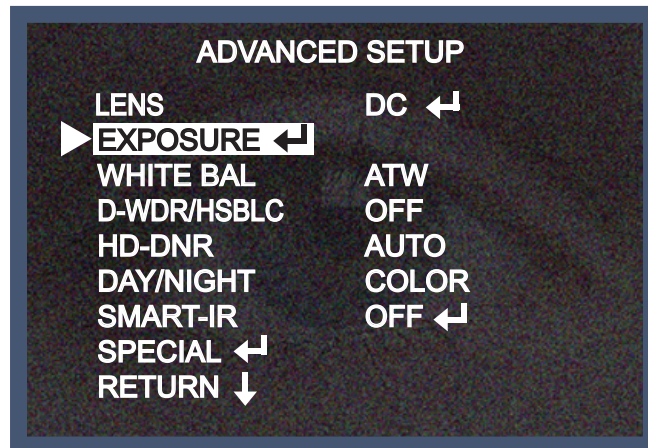 ADVANCED SETUP
LENS DC ↵
EXPOSURE ↵
WHITE BAL ATW
D-WDR/HSBLC OFF
HD-DNR AUTO
DAY/NIGHT COLOR
SMART-IR OFF ↵
SPECIAL ↵
RETURN ↓